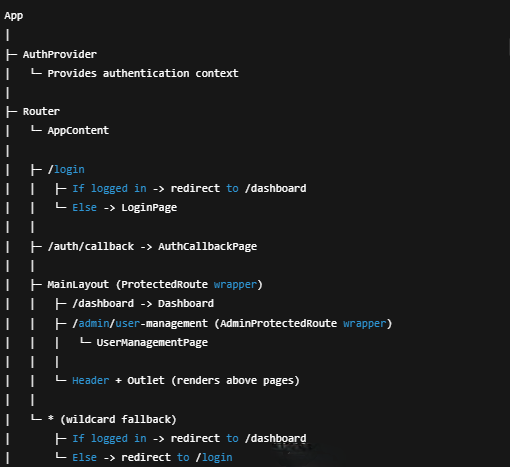 App
|
├─ AuthProvider
|   └─ Provides authentication context
|
├─ Router
|   └─ AppContent
|
|   ├─ /login
|   |   ├─ If logged in -> redirect to /dashboard
|   |   └─ Else -> LoginPage
|   |
|   ├─ /auth/callback -> AuthCallbackPage
|   |
|   ├─ MainLayout (ProtectedRoute wrapper)
|   |   ├─ /dashboard -> Dashboard
|   |   ├─ /admin/user-management (AdminProtectedRoute wrapper)
|   |   |   └─ UserManagementPage
|   |   |
|   |   └─ Header + Outlet (renders above pages)
|   |
|   └─ * (wildcard fallback)
|       ├─ If logged in -> redirect to /dashboard
|       └─ Else -> redirect to /login